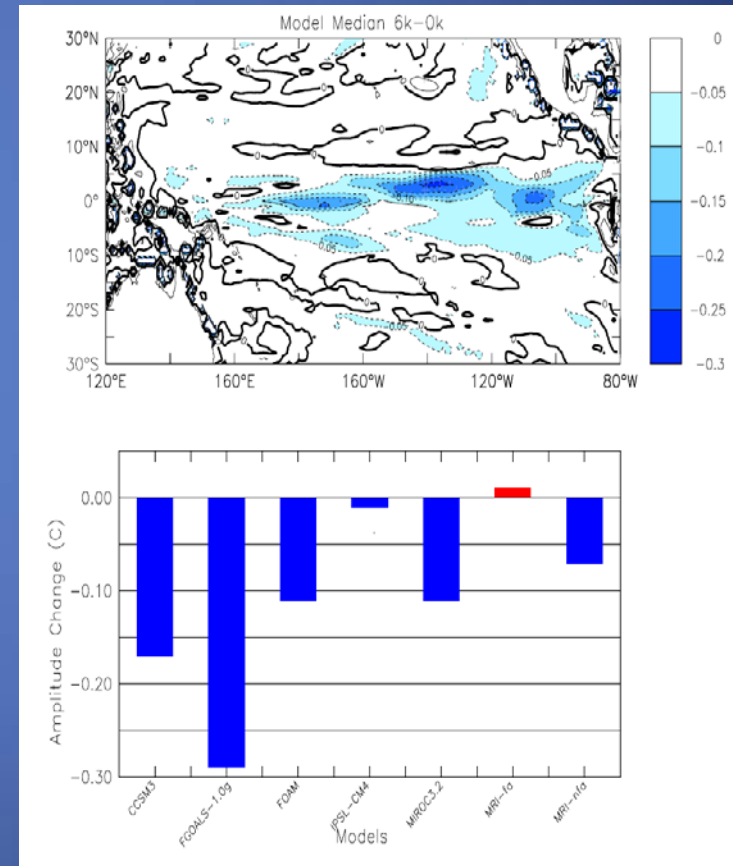 Model Median 6k-0k
30°N
20°N
10°N
0°
10°S
20°S
30°S
120°E 160°E 160°W 120°W 80°W
0
-0.05
-0.1
-0.15
-0.2
-0.25
-0.3
0.00
-0.10
-0.20
-0.30
Amplitude Change (C)
CCSM3
FGOALS-1.0g
FOAM
IPSL-CM4
MIROC3.2
MRI-fa
MRI-nfa
Models